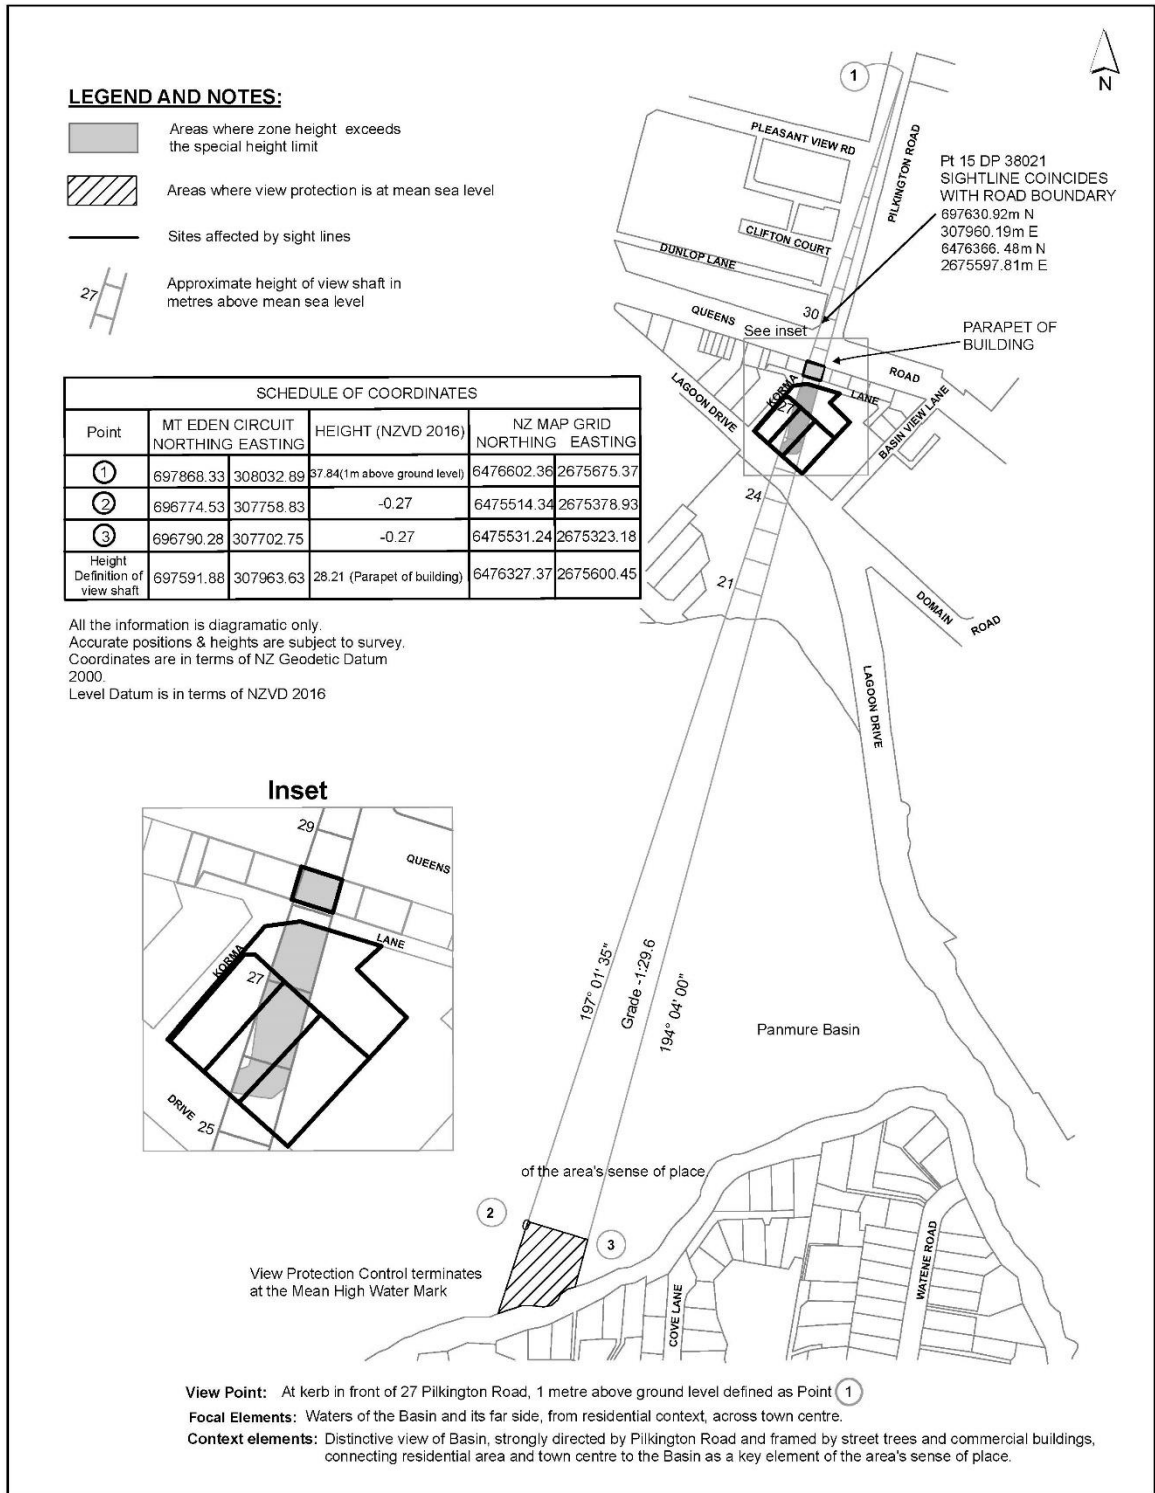 N
1
LEGEND AND NOTES:
Areas where zone height exceeds
the special height limit
Areas where view protection is at mean sea level
Sites affected by sight lines
27
Approximate height of view shaft in
metres above mean sea level
PLEASANT VIEW RD
PILKINGTON ROAD
CLIFTON COURT
DUNLOP LANE
Pt 15 DP 38021
SIGHTLINE COINCIDES
WITH ROAD BOUNDARY
697630.92m N
307960.19m E
6476366. 48m N
2675597.81m E
30
QUEENS
See inset
PARAPET OF
BUILDING
ROAD
KORMA
LANE
27
LAGOON DRIVE
BASIN VIEW LANE
24
21
DOMAIN
ROAD
LAGOON DRIVE
SCHEDULE OF COORDINATES
Point MT EDEN CIRCUIT NORTHING EASTING HEIGHT (NZVD 2016) NZ MAP GRID NORTHING EASTING
1 697868.33 308032.89 37.84(1m above ground level) 6476602.36 2675675.37
2 696774.53 307758.83 -0.27 6475514.34 2675378.93
3 696790.28 307702.75 -0.27 6475531.24 2675323.18
Height Definition of view shaft 697591.88 307963.63 28.21 (Parapet of building) 6476327.37 2675600.45
All the information is diagramatic only.
Accurate positions & heights are subject to survey.
Coordinates are in terms of NZ Geodetic Datum
2000.
Level Datum is in terms of NZVD 2016
Inset
29
QUEENS
KORMA
LANE
27
DRIVE
25
197° 01' 35"
Grade -1:29.6
194° 04' 00"
Panmure Basin
of the area's sense of place.
2
3
View Protection Control terminates
at the Mean High Water Mark
COVE LANE
WATENE ROAD
View Point: At kerb in front of 27 Pilkington Road, 1 metre above ground level defined as Point 1
Focal Elements: Waters of the Basin and its far side, from residential context, across town centre.
Context elements: Distinctive view of Basin, strongly directed by Pilkington Road and framed by street trees and commercial buildings,
connecting residential area and town centre to the Basin as a key element of the area's sense of place.